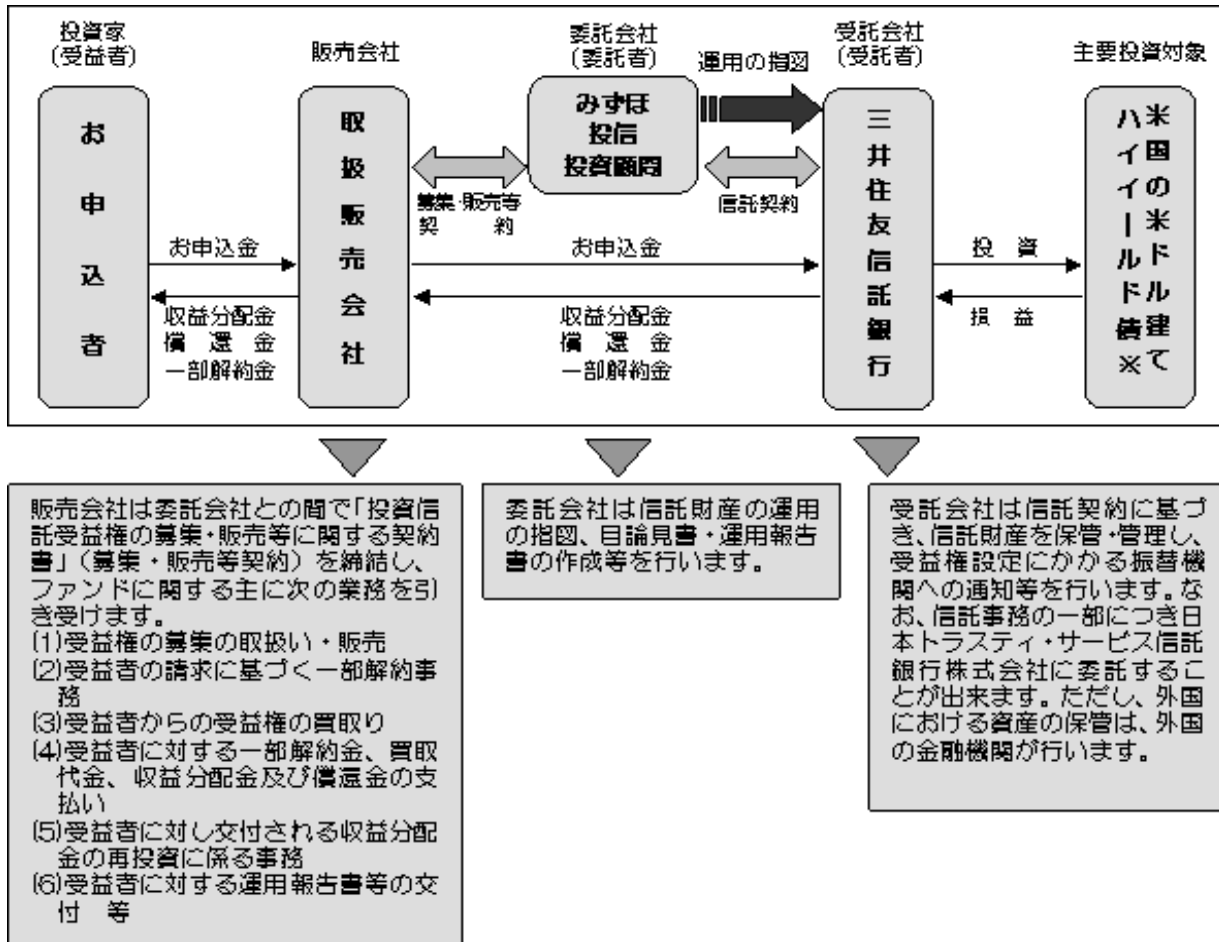 投資家
(受益者)
販売会社
委託会社
(委託者)
運用の指図
受託会社
(受託者)
主要投資対象
お申込者
取扱販売会社
みずほ
投信
投資顧問
三井住友信託銀行
米国の米ドル建て
ハイイールド債※
募集・販売等
契　約
信託契約
お申込金
収益分配金
償　還　金
一部解約金
お申込金
収益分配金
償　還　金
一部解約金
投　資
損　益
販売会社は委託会社との間で「投資信
託受益権の募集・販売等に関する契約
書」（募集・販売等契約）を締結し、
ファンドに関する主に次の業務を引
き受けます。
(1)受益権の募集の取扱い・販売
(2)受益者の請求に基づく一部解約事
務
(3)受益者からの受益権の買取り
(4)受益者に対する一部解約金、買取
代金、収益分配金及び償還金の支
払い
(5)受益者に対し交付される収益分配
金の再投資に係る事務
(6)受益者に対する運用報告書等の交
付　等
委託会社は信託財産の運用
の指図、目論見書・運用報告
書の作成等を行います。
受託会社は信託契約に基づ
き、信託財産を保管・管理し、
受益権設定にかかる振替機
関への通知等を行います。な
お、信託事務の一部につき日
本トラスティ・サービス信託
銀行株式会社に委託するこ
とが出来ます。ただし、外国
における資産の保管は、外国
の金融機関が行います。